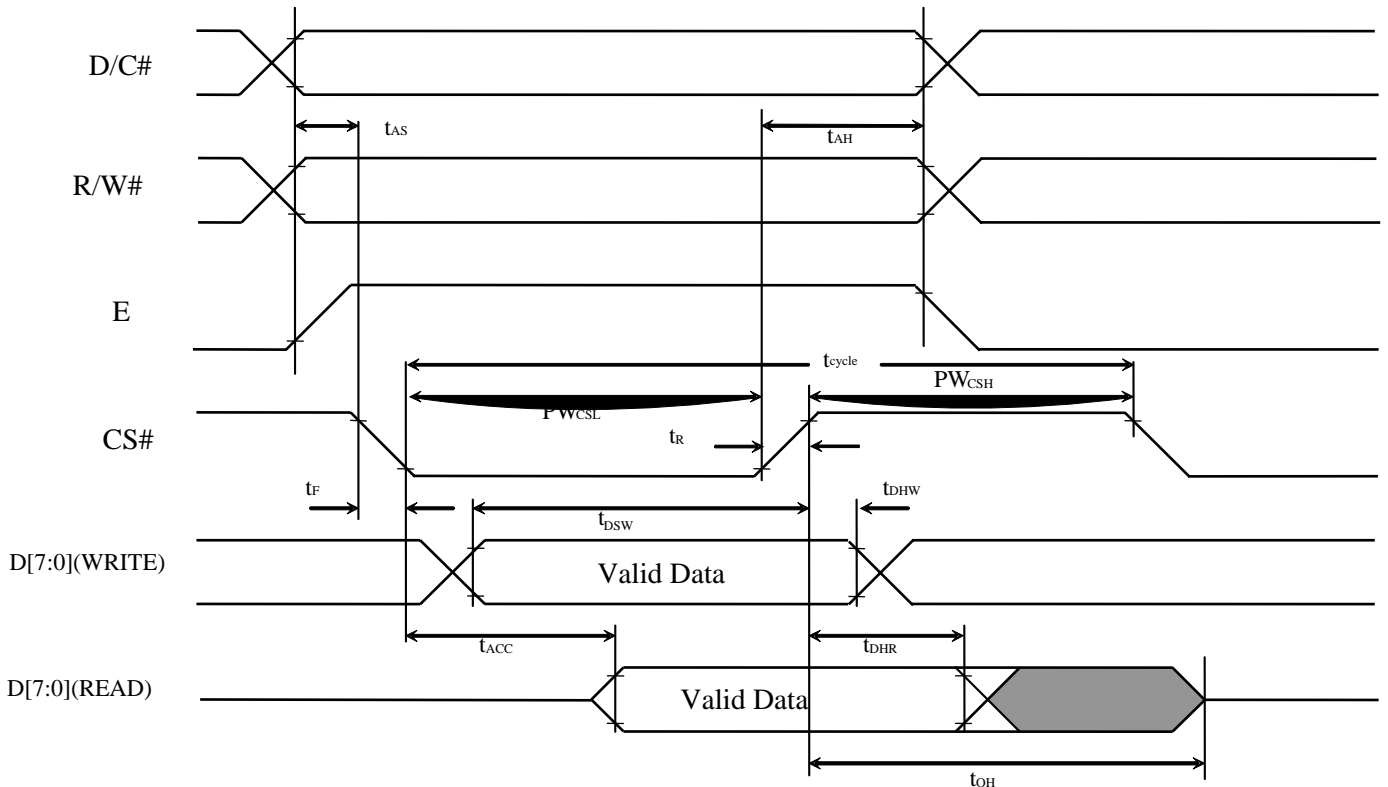 D/C#
tAS
tAH
R/W#
E
tcycle
PWCSL
PWCSH
CS#
tR
tF
tDHW
tDSW
D[7:0](WRITE)
Valid Data
tACC
tDHR
D[7:0](READ)
Valid Data
tOH